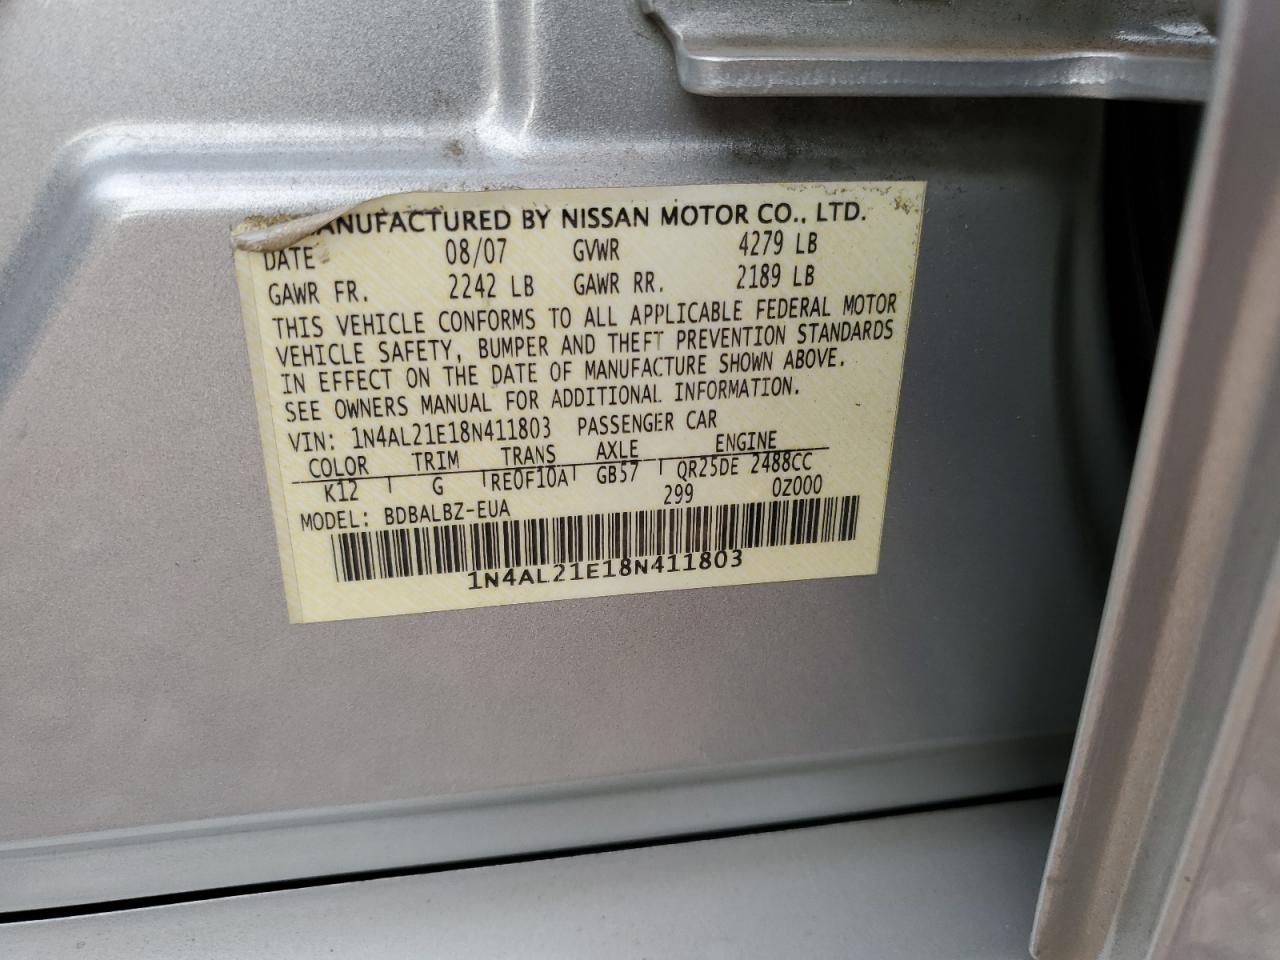 MANUFACTURED BY NISSAN MOTOR CO., LTD.
DATE 08/07 GVWR 4279 LB
GAWR FR. 2242 LB GAWR RR. 2189 LB
THIS VEHICLE CONFORMS TO ALL APPLICABLE FEDERAL MOTOR
VEHICLE SAFETY, BUMPER AND THEFT PREVENTION STANDARDS
IN EFFECT ON THE DATE OF MANUFACTURE SHOWN ABOVE.
SEE OWNERS MANUAL FOR ADDITIONAL INFORMATION.
VIN: 1N4AL21E18N411803 PASSENGER CAR
COLOR TRIM TRANS AXLE ENGINE
K12 G RE0F10A GB57 QR25DE 2488CC
299 0Z000
MODEL: BDBALBZ-EUA
1N4AL21E18N411803